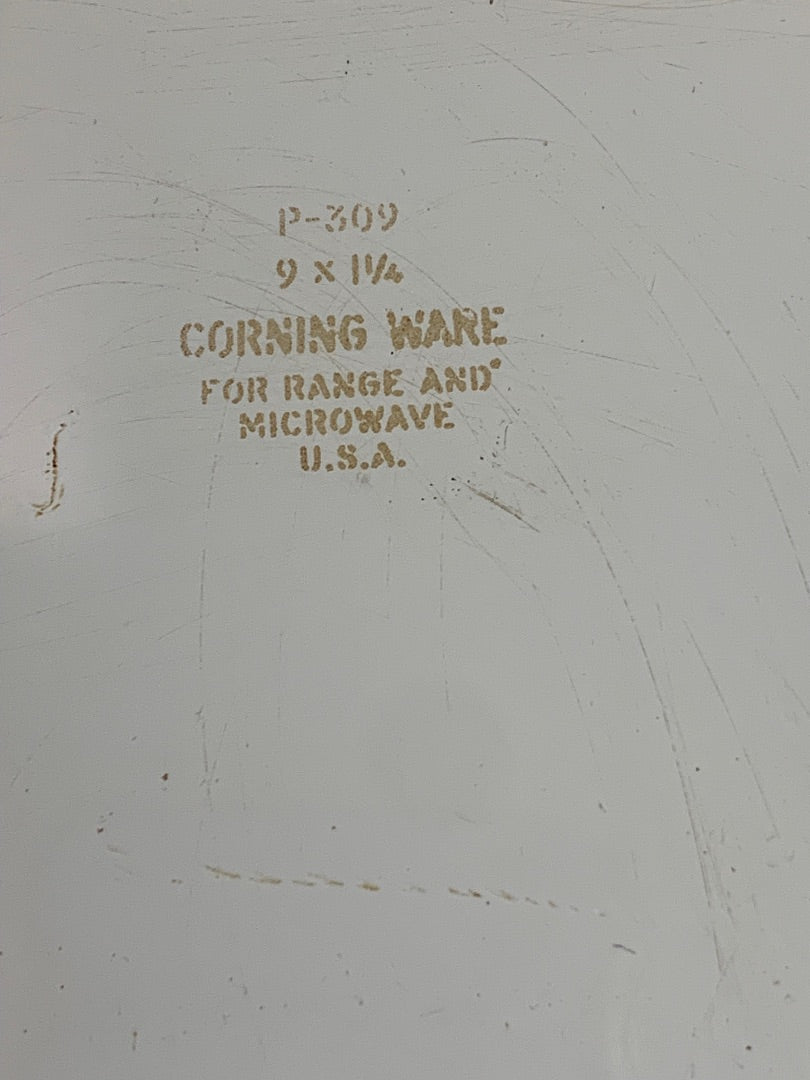 P-309
9 x 1¼
CORNING WARE
FOR RANGE AND
MICROWAVE
U.S.A.